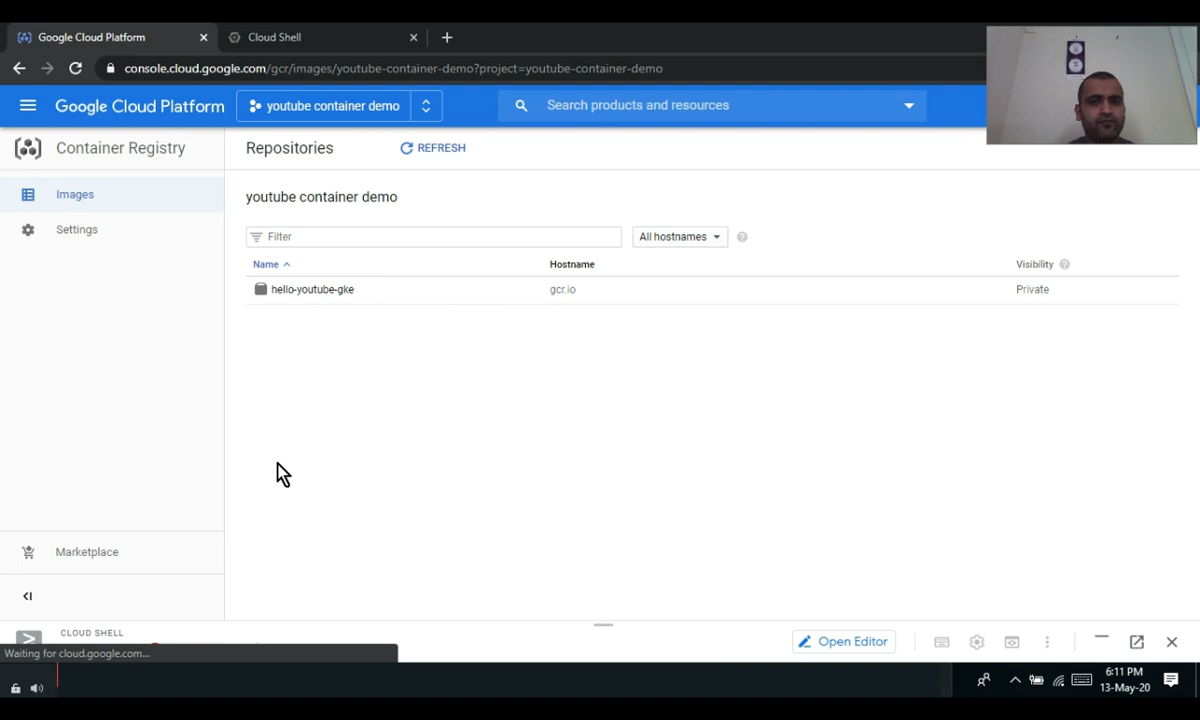 Google Cloud Platform
Cloud Shell
console.cloud.google.com/gcr/images/youtube-container-demo?project=youtube-container-demo
Google Cloud Platform youtube container demo Search products and resources
Container Registry
Repositories REFRESH
Images
Settings
youtube container demo
Filter All hostnames
Name Hostname Visibility
hello-youtube-gke gcr.io Private
Marketplace
CLOUD SHELL
Open Editor
Waiting for cloud.google.com...
6:11 PM
13-May-20